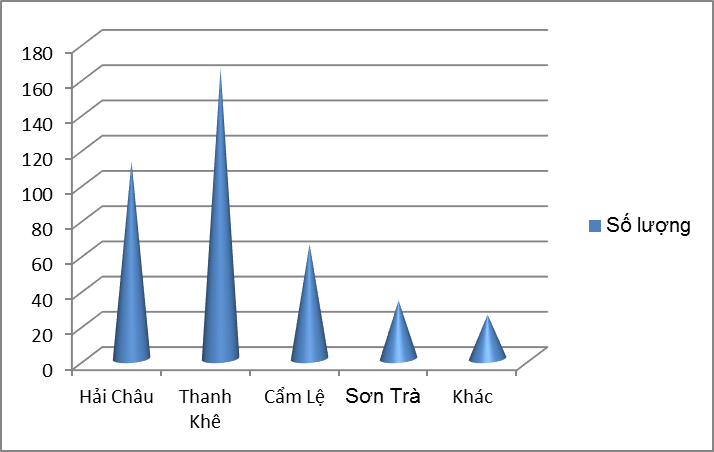 180
160
140
120
100
80
60
40
20
0
Hải Châu
Thanh
Khê
Cẩm Lệ
Sơn Trà
Khác
Số lượng